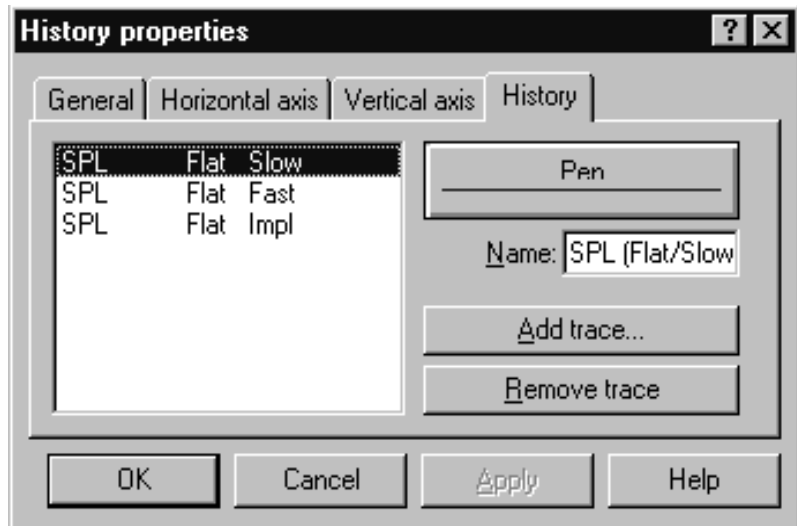 History properties
General Horizontal axis Vertical axis History
SPL Flat Slow
SPL Flat Fast
SPL Flat Impl
Pen
Name: SPL (Flat/Slow
Add trace...
Remove trace
OK Cancel Apply Help